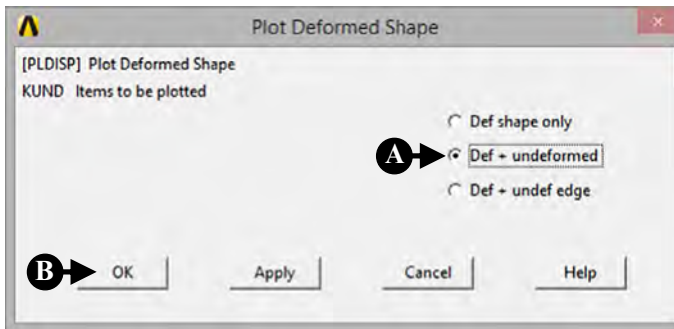 Plot Deformed Shape
[PLDISP] Plot Deformed Shape
KUND Items to be plotted
Def shape only
A Def + undeformed
Def + undef edge
B OK Apply Cancel Help